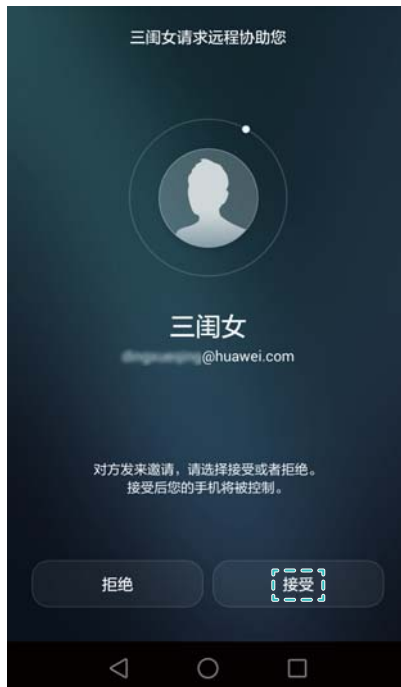 三闺女请求远程协助您
三闺女
@huawei.com
对方发来邀请，请选择接受或者拒绝。
接受后您的手机将被控制。
拒绝
接受